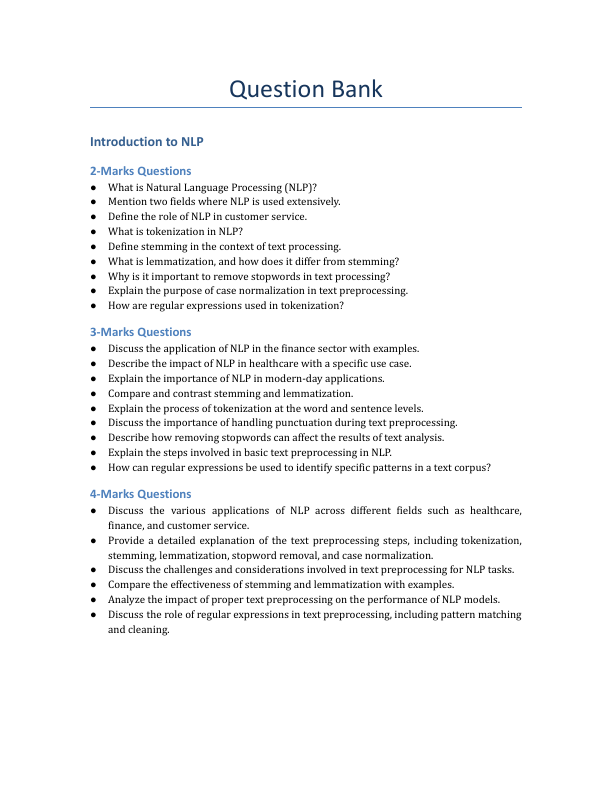 Question Bank
Introduction to NLP
2-Marks Questions
● What is Natural Language Processing (NLP)?
● Mention two fields where NLP is used extensively.
● Define the role of NLP in customer service.
● What is tokenization in NLP?
● Define stemming in the context of text processing.
● What is lemmatization, and how does it differ from stemming?
● Why is it important to remove stopwords in text processing?
● Explain the purpose of case normalization in text preprocessing.
● How are regular expressions used in tokenization?
3-Marks Questions
● Discuss the application of NLP in the finance sector with examples.
● Describe the impact of NLP in healthcare with a specific use case.
● Explain the importance of NLP in modern-day applications.
● Compare and contrast stemming and lemmatization.
● Explain the process of tokenization at the word and sentence levels.
● Discuss the importance of handling punctuation during text preprocessing.
● Describe how removing stopwords can affect the results of text analysis.
● Explain the steps involved in basic text preprocessing in NLP.
● How can regular expressions be used to identify specific patterns in a text corpus?
4-Marks Questions
● Discuss the various applications of NLP across different fields such as healthcare,
finance, and customer service.
● Provide a detailed explanation of the text preprocessing steps, including tokenization,
stemming, lemmatization, stopword removal, and case normalization.
● Discuss the challenges and considerations involved in text preprocessing for NLP tasks.
● Compare the effectiveness of stemming and lemmatization with examples.
● Analyze the impact of proper text preprocessing on the performance of NLP models.
● Discuss the role of regular expressions in text preprocessing, including pattern matching
and cleaning.